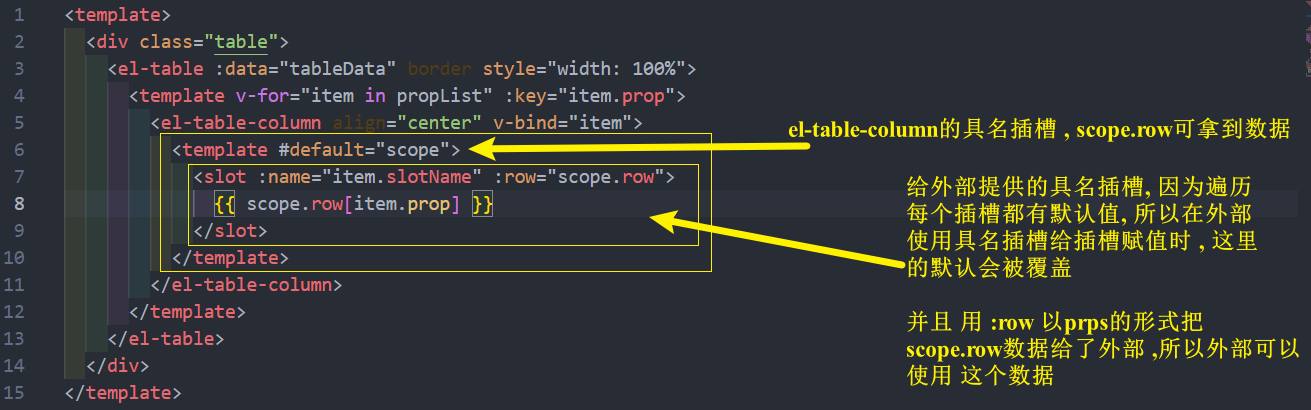 1 <template>
2 <div class="table">
3 <el-table :data="tableData" border style="width: 100%">
4 <template v-for="item in propList" :key="item.prop">
5 <el-table-column align="center" v-bind="item">
6 <template #default="scope">
7 <slot :name="item.slotName" :row="scope.row">
8 {{ scope.row[item.prop] }}
9 </slot>
10 </template>
11 </el-table-column>
12 </template>
13 </el-table>
14 </div>
15 </template>
el-table-column的具名插槽 , scope.row可拿到数据
给外部提供的具名插槽, 因为遍历
每个插槽都有默认值, 所以在外部
使用具名插槽给插槽赋值时 , 这里
的默认会被覆盖
并且 用 :row 以prps的形式把
scope.row数据给了外部 ,所以外部可以
使用 这个数据